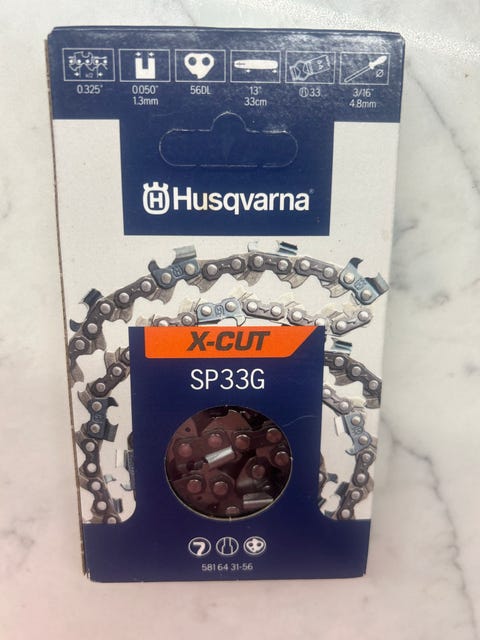 0.325"
0.050"
1.3mm
56DL
13"
33cm
H 33
3/16"
4.8mm
H Husqvarna®
X-CUT
SP33G
581 64 31-56